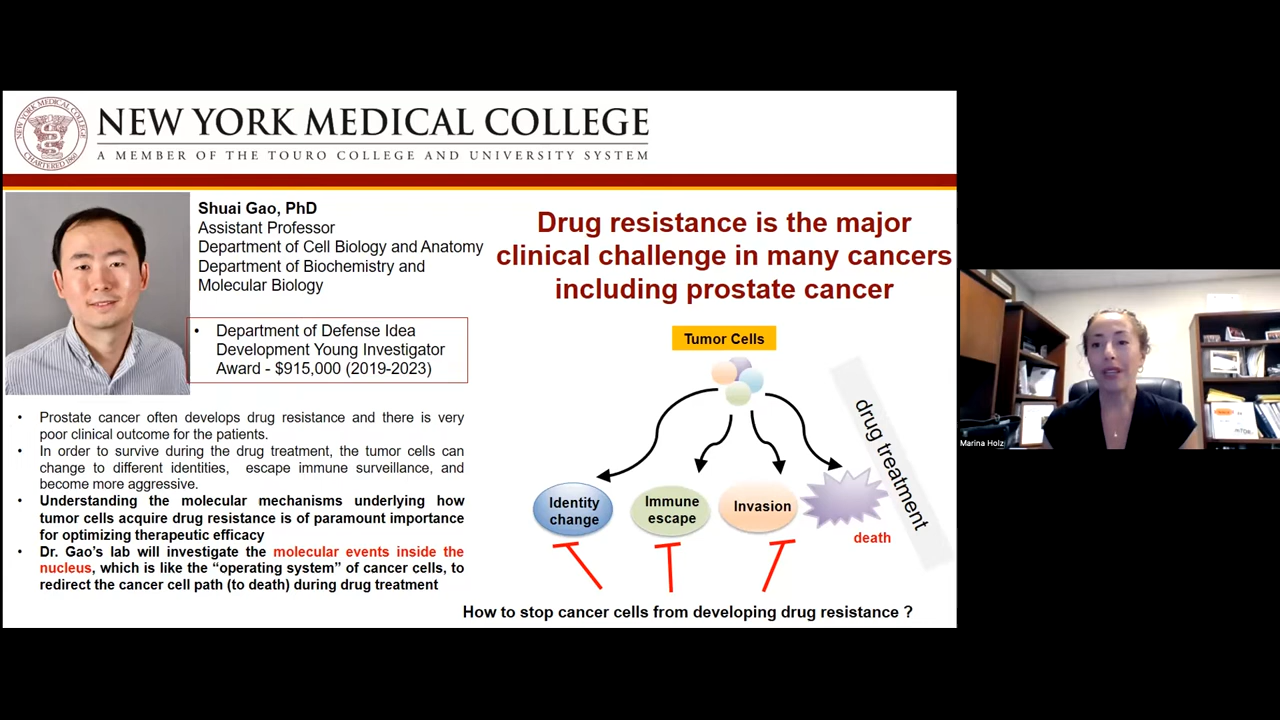 NEW YORK MEDICAL COLLEGE
A MEMBER OF THE TOURO COLLEGE AND UNIVERSITY SYSTEM
Shuai Gao, PhD
Assistant Professor
Department of Cell Biology and Anatomy
Department of Biochemistry and
Molecular Biology
• Department of Defense Idea
Development Young Investigator
Award - $915,000 (2019-2023)
• Prostate cancer often develops drug resistance and there is very
poor clinical outcome for the patients.
• In order to survive during the drug treatment, the tumor cells can
change to different identities, escape immune surveillance, and
become more aggressive.
• Understanding the molecular mechanisms underlying how
tumor cells acquire drug resistance is of paramount importance
for optimizing therapeutic efficacy
• Dr. Gao's lab will investigate the molecular events inside the
nucleus, which is like the “operating system” of cancer cells, to
redirect the cancer cell path (to death) during drug treatment
Drug resistance is the major
clinical challenge in many cancers
including prostate cancer
Tumor Cells
drug treatment
Identity
change
Immune
escape
Invasion
death
How to stop cancer cells from developing drug resistance ?
Marina Holz